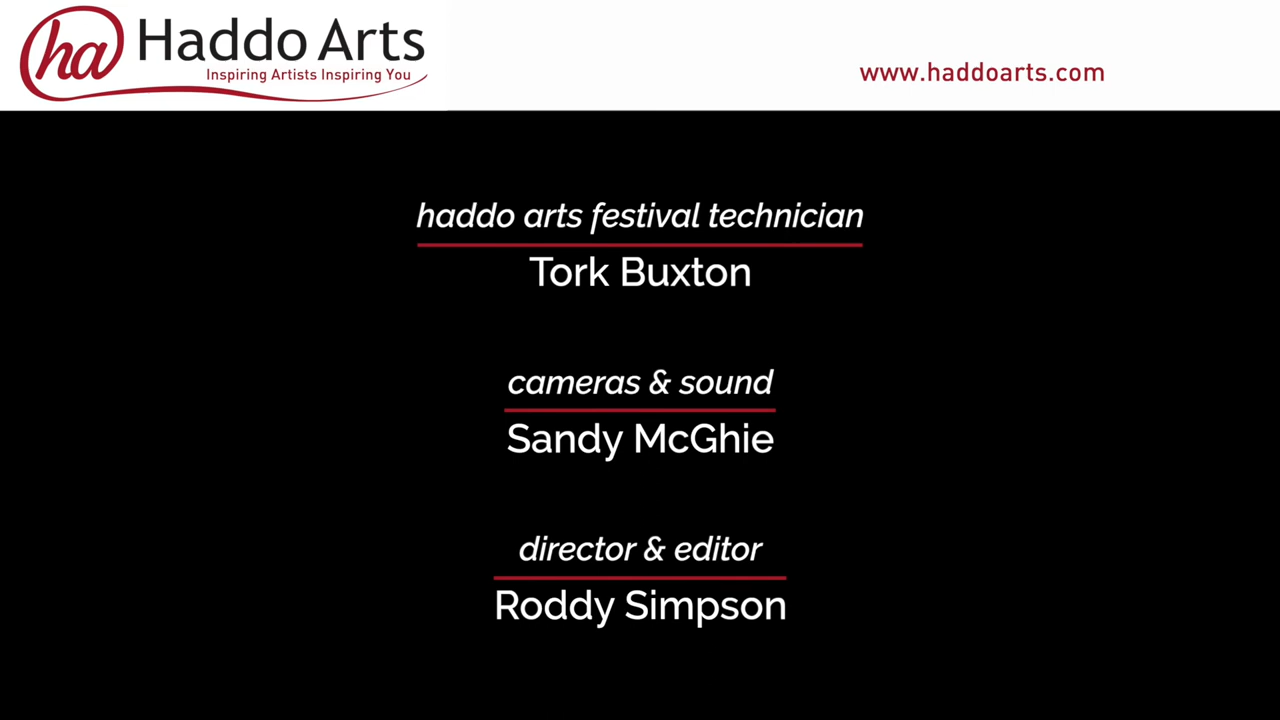 ha Haddo Arts
Inspiring Artists Inspiring You
www.haddoarts.com
haddo arts festival technician
Tork Buxton
cameras & sound
Sandy McGhie
director & editor
Roddy Simpson